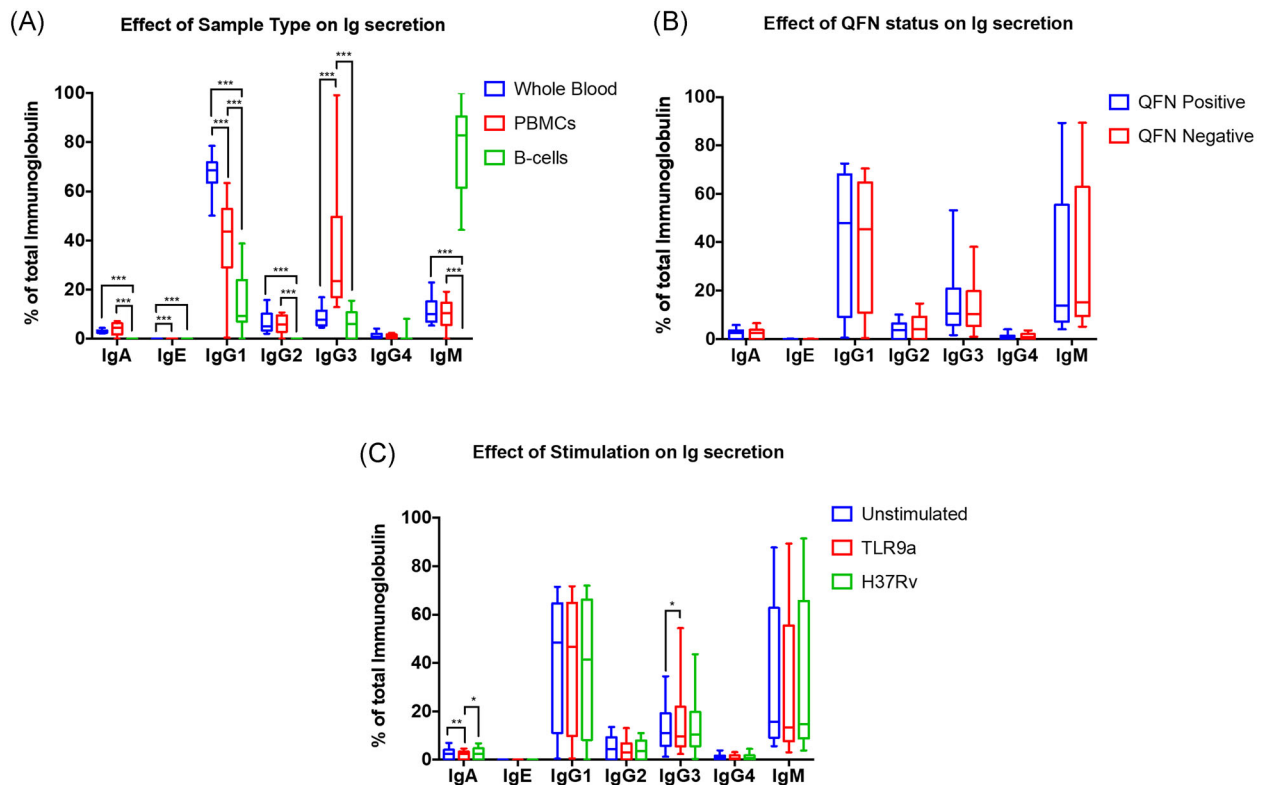 (A)
Effect of Sample Type on Ig secretion
% of total Immunoglobulin
100
80
60
40
20
0
IgA IgE IgG1 IgG2 IgG3 IgG4 IgM
*** *** *** *** *** *** *** *** *** *** *** *** ***
Whole Blood
PBMCs
B-cells
(B)
Effect of QFN status on Ig secretion
% of total Immunoglobulin
100
80
60
40
20
0
IgA IgE IgG1 IgG2 IgG3 IgG4 IgM
QFN Positive
QFN Negative
(C)
Effect of Stimulation on Ig secretion
% of total Immunoglobulin
100
80
60
40
20
0
IgA IgE IgG1 IgG2 IgG3 IgG4 IgM
** * *
Unstimulated
TLR9a
H37Rv